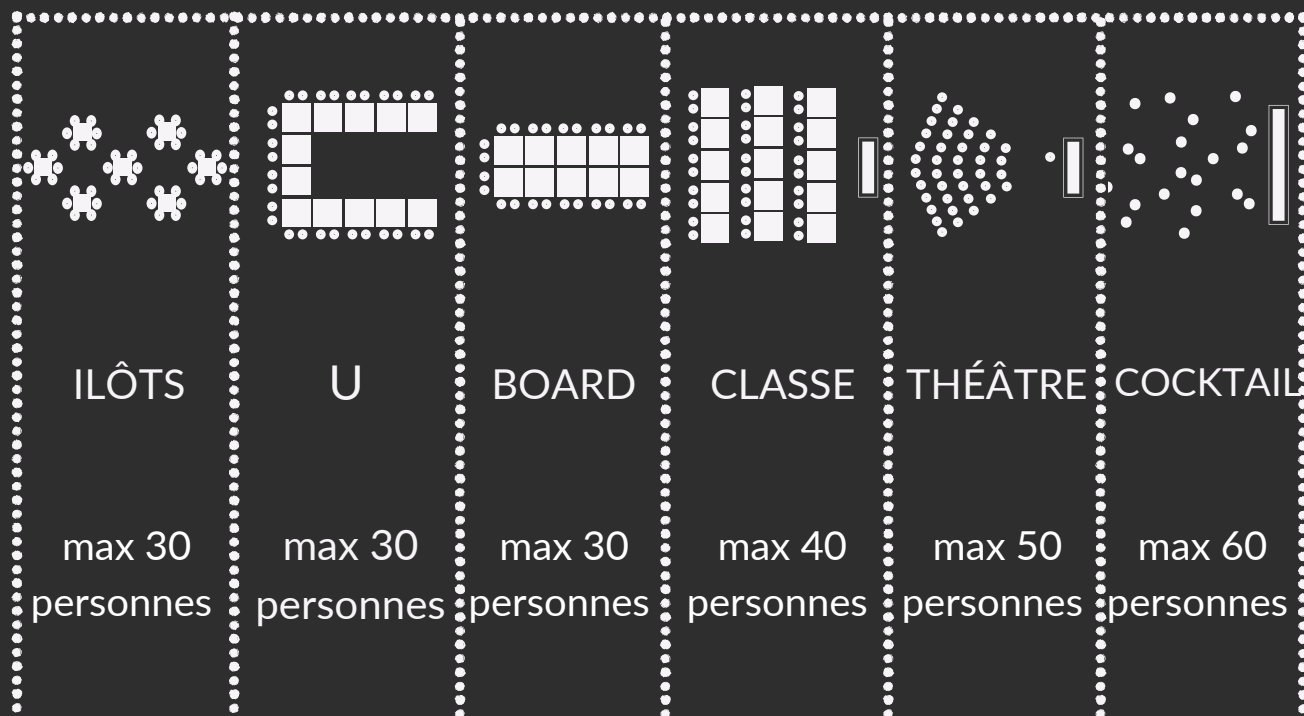 ILÔTS
max 30
personnes
U
max 30
personnes
BOARD
max 30
personnes
CLASSE
max 40
personnes
THÉÂTRE
max 50
personnes
COCKTAIL
max 60
personnes